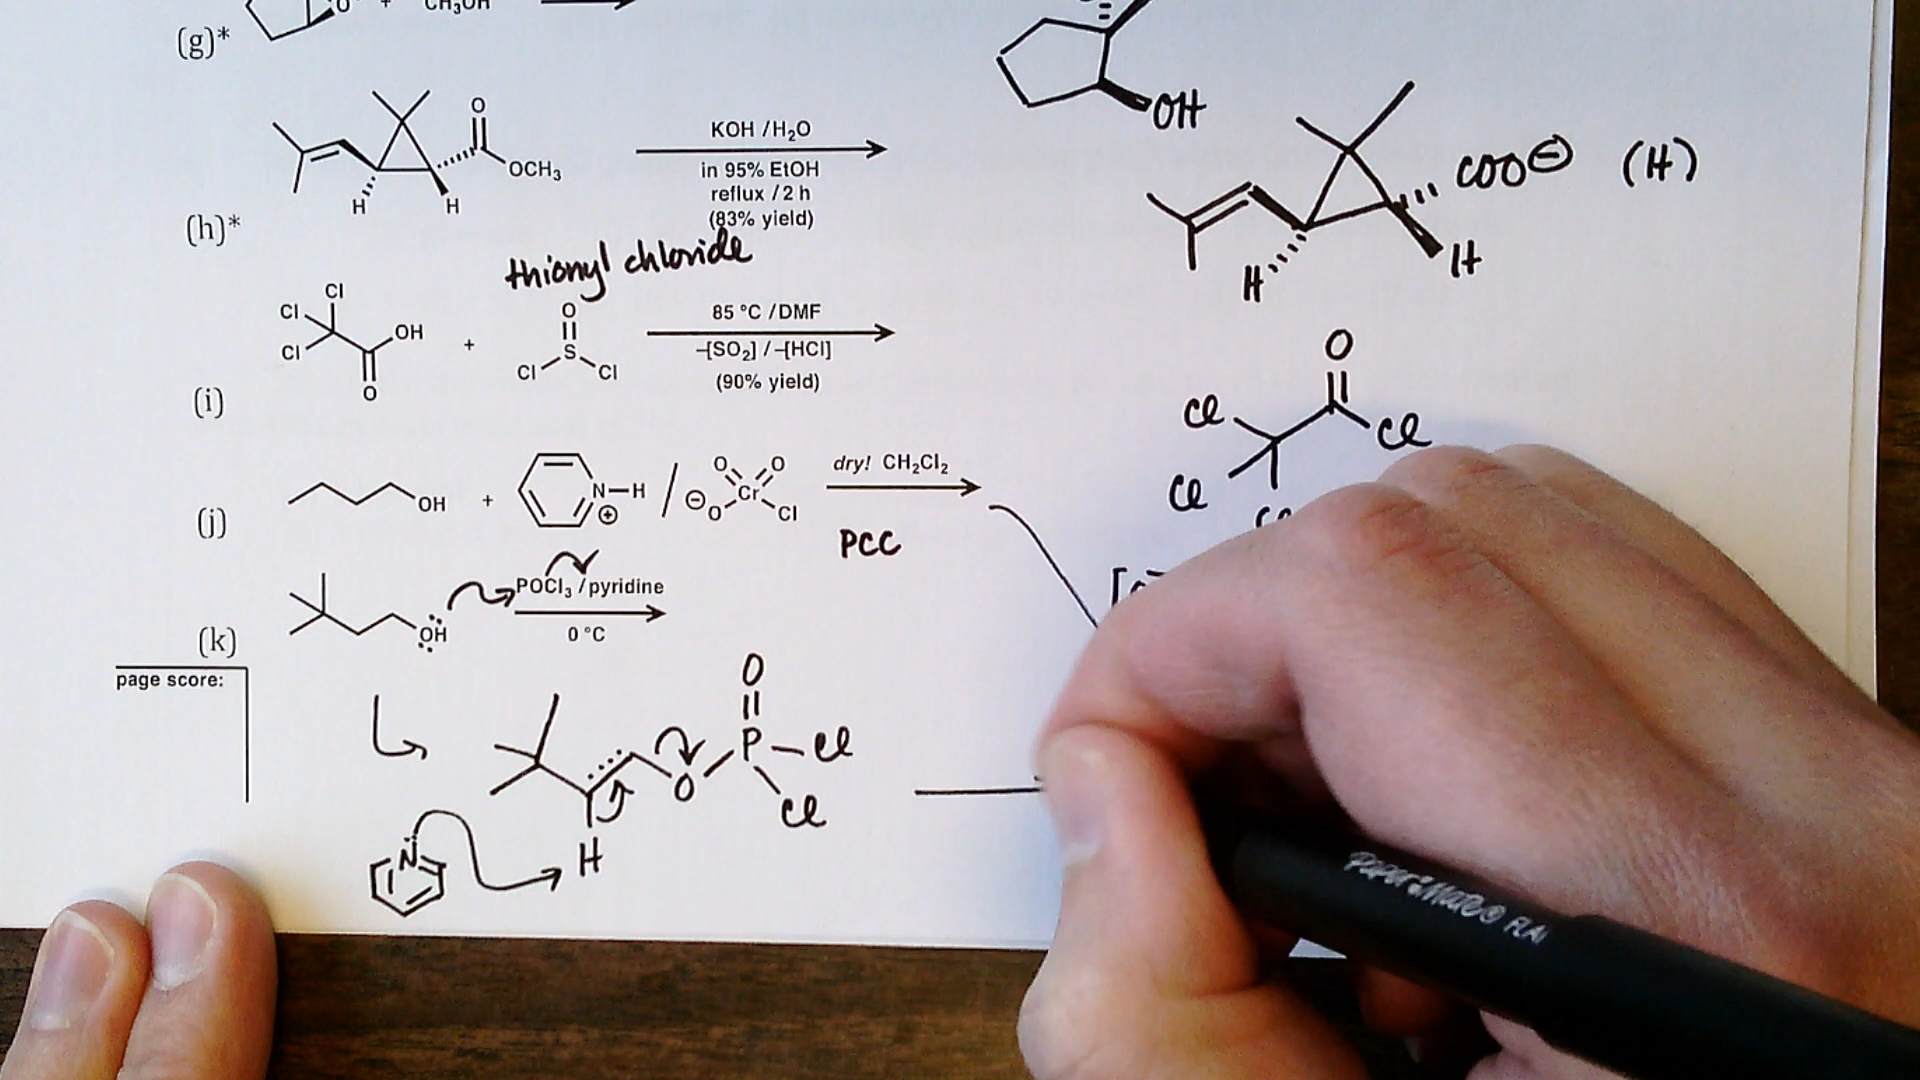 O + CH₃OH
(g)*
OH
O
OCH₃
H H
KOH / H₂O
in 95% EtOH
reflux / 2 h
(83% yield)
(h)*
COO⊖ (H)
H
H
thionyl chloride
Cl
Cl
Cl
OH
O
+
O
S
Cl Cl
85 °C / DMF
–[SO₂] / –[HCl]
(90% yield)
(i)
O
Cl
Cl
Cl
OH + N–H ⊕ / ⊖ O O O Cr Cl
dry! CH₂Cl₂
PCC
(j)
POCl₃ / pyridine
0 °C
OH
(k)
page score:
O
P Cl
O
Cl
N
H
PaperMate®